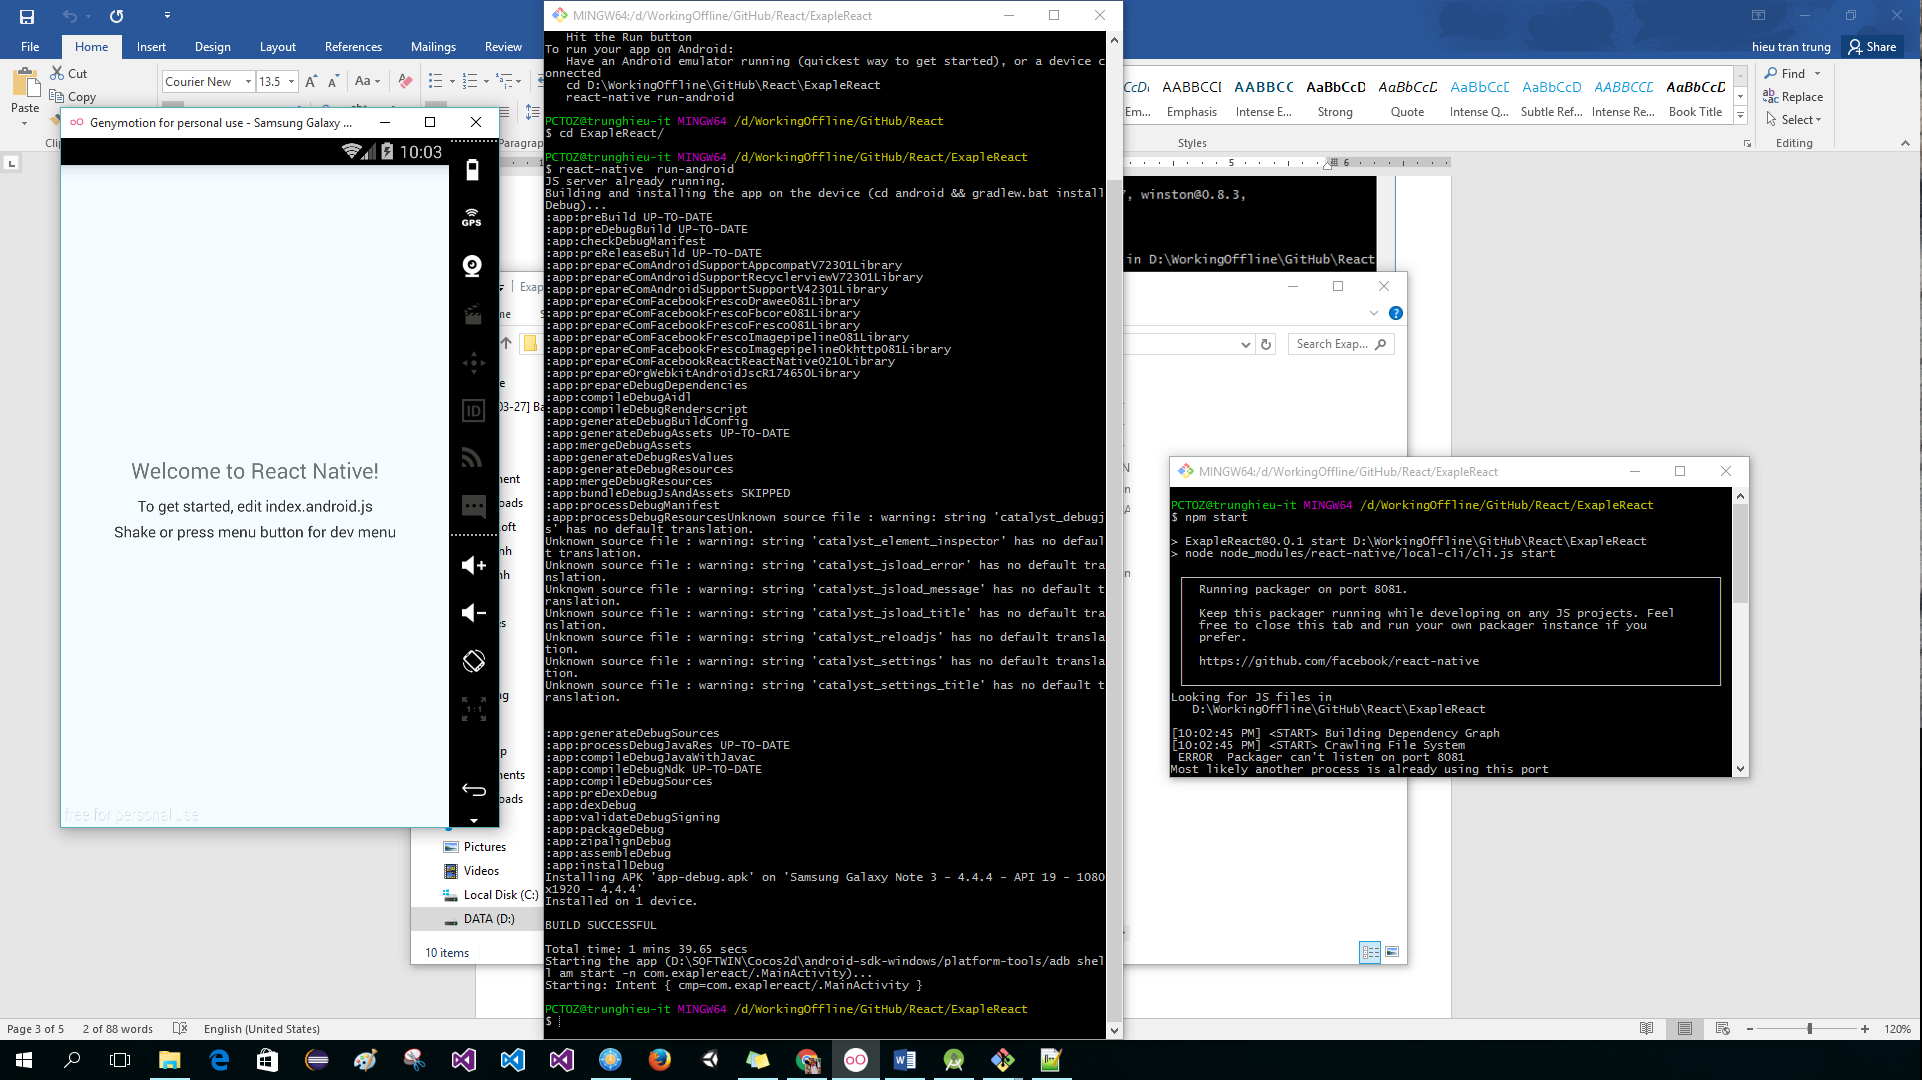 MINGW64:/d/WorkingOffline/GitHub/React/ExapleReact
File
Home
Insert
Design
Layout
References
Mailings
Review
hieu tran trung
Share
Cut
Copy
Paste
Courier New
13.5
Aa
Paragrap
Emphasis
Intense E...
Strong
Quote
Intense Q...
Subtle Ref...
Intense Re...
Book Title
Styles
Find
Replace
Select
Editing
Genymotion for personal use - Samsung Galaxy ...
10:03
GPS
ID
Welcome to React Native!
To get started, edit index.android.js
Shake or press menu button for dev menu
free for personal use
Hit the Run button
To run your app on Android:
Have an Android emulator running (quickest way to get started), or a device c
onnected
cd D:\WorkingOffline\GitHub\React\ExapleReact
react-native run-android
PCTOZ@trunghieu-it MINGW64 /d/WorkingOffline/GitHub/React
$ cd ExapleReact/
PCTOZ@trunghieu-it MINGW64 /d/WorkingOffline/GitHub/React/ExapleReact
$ react-native  run-android
JS server already running.
Building and installing the app on the device (cd android && gradlew.bat install
Debug)...
:app:preBuild UP-TO-DATE
:app:preDebugBuild UP-TO-DATE
:app:checkDebugManifest
:app:preReleaseBuild UP-TO-DATE
:app:prepareComAndroidSupportAppcompatV72301Library
:app:prepareComAndroidSupportRecyclerviewV72301Library
:app:prepareComAndroidSupportSupportV42301Library
:app:prepareComFacebookFrescoDrawee081Library
:app:prepareComFacebookFrescoFbcore081Library
:app:prepareComFacebookFrescoFresco081Library
:app:prepareComFacebookFrescoImagepipeline081Library
:app:prepareComFacebookFrescoImagepipelineOkhttp081Library
:app:prepareComFacebookReactReactNative0210Library
:app:prepareOrgWebkitAndroidJscR174650Library
:app:prepareDebugDependencies
:app:compileDebugAidl
:app:compileDebugRenderscript
:app:generateDebugBuildConfig
:app:generateDebugAssets UP-TO-DATE
:app:mergeDebugAssets
:app:generateDebugResValues
:app:generateDebugResources
:app:mergeDebugResources
:app:bundleDebugJsAndAssets SKIPPED
:app:processDebugManifest
:app:processDebugResourcesUnknown source file : warning: string 'catalyst_debugj
s' has no default translation.
Unknown source file : warning: string 'catalyst_element_inspector' has no defaul
t translation.
Unknown source file : warning: string 'catalyst_jsload_error' has no default tra
nslation.
Unknown source file : warning: string 'catalyst_jsload_message' has no default t
ranslation.
Unknown source file : warning: string 'catalyst_jsload_title' has no default tra
nslation.
Unknown source file : warning: string 'catalyst_reloadjs' has no default transla
tion.
Unknown source file : warning: string 'catalyst_settings' has no default transla
tion.
Unknown source file : warning: string 'catalyst_settings_title' has no default t
ranslation.
:app:generateDebugSources
:app:processDebugJavaRes UP-TO-DATE
:app:compileDebugJavaWithJavac
:app:compileDebugNdk UP-TO-DATE
:app:compileDebugSources
:app:preDexDebug
:app:dexDebug
:app:validateDebugSigning
:app:packageDebug
:app:zipalignDebug
:app:assembleDebug
:app:installDebug
Installing APK 'app-debug.apk' on 'Samsung Galaxy Note 3 - 4.4.4 - API 19 - 1080
x1920 - 4.4.4'
Installed on 1 device.
BUILD SUCCESSFUL
Total time: 1 mins 39.65 secs
Starting the app (D:\SOFTWIN\Cocos2d\android-sdk-windows/platform-tools/adb shel
l am start -n com.exaplereact/.MainActivity)...
Starting: Intent { cmp=com.exaplereact/.MainActivity }
PCTOZ@trunghieu-it MINGW64 /d/WorkingOffline/GitHub/React/ExapleReact
$
, winston@0.8.3,
in D:\WorkingOffline\GitHub\React
Search Exap...
Pictures
Videos
Local Disk (C:)
DATA (D:)
10 items
MINGW64:/d/WorkingOffline/GitHub/React/ExapleReact
PCTOZ@trunghieu-it MINGW64 /d/WorkingOffline/GitHub/React/ExapleReact
$ npm start
> ExapleReact@0.0.1 start D:\WorkingOffline\GitHub\React\ExapleReact
> node node_modules/react-native/local-cli/cli.js start
Running packager on port 8081.
Keep this packager running while developing on any JS projects. Feel
free to close this tab and run your own packager instance if you
prefer.
https://github.com/facebook/react-native
Looking for JS files in
D:\WorkingOffline\GitHub\React\ExapleReact
[10:02:45 PM] <START> Building Dependency Graph
[10:02:45 PM] <START> Crawling File System
ERROR  Packager can't listen on port 8081
Most likely another process is already using this port
Page 3 of 5
2 of 88 words
English (United States)
120%